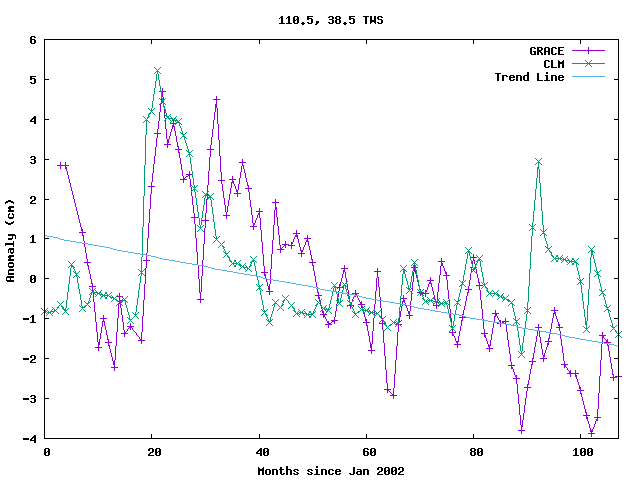 110.5, 38.5 TWS
GRACE
CLM
Trend Line
6
5
4
3
2
1
0
-1
-2
-3
-4
Anomaly (cm)
0 20 40 60 80 100
Months since Jan 2002